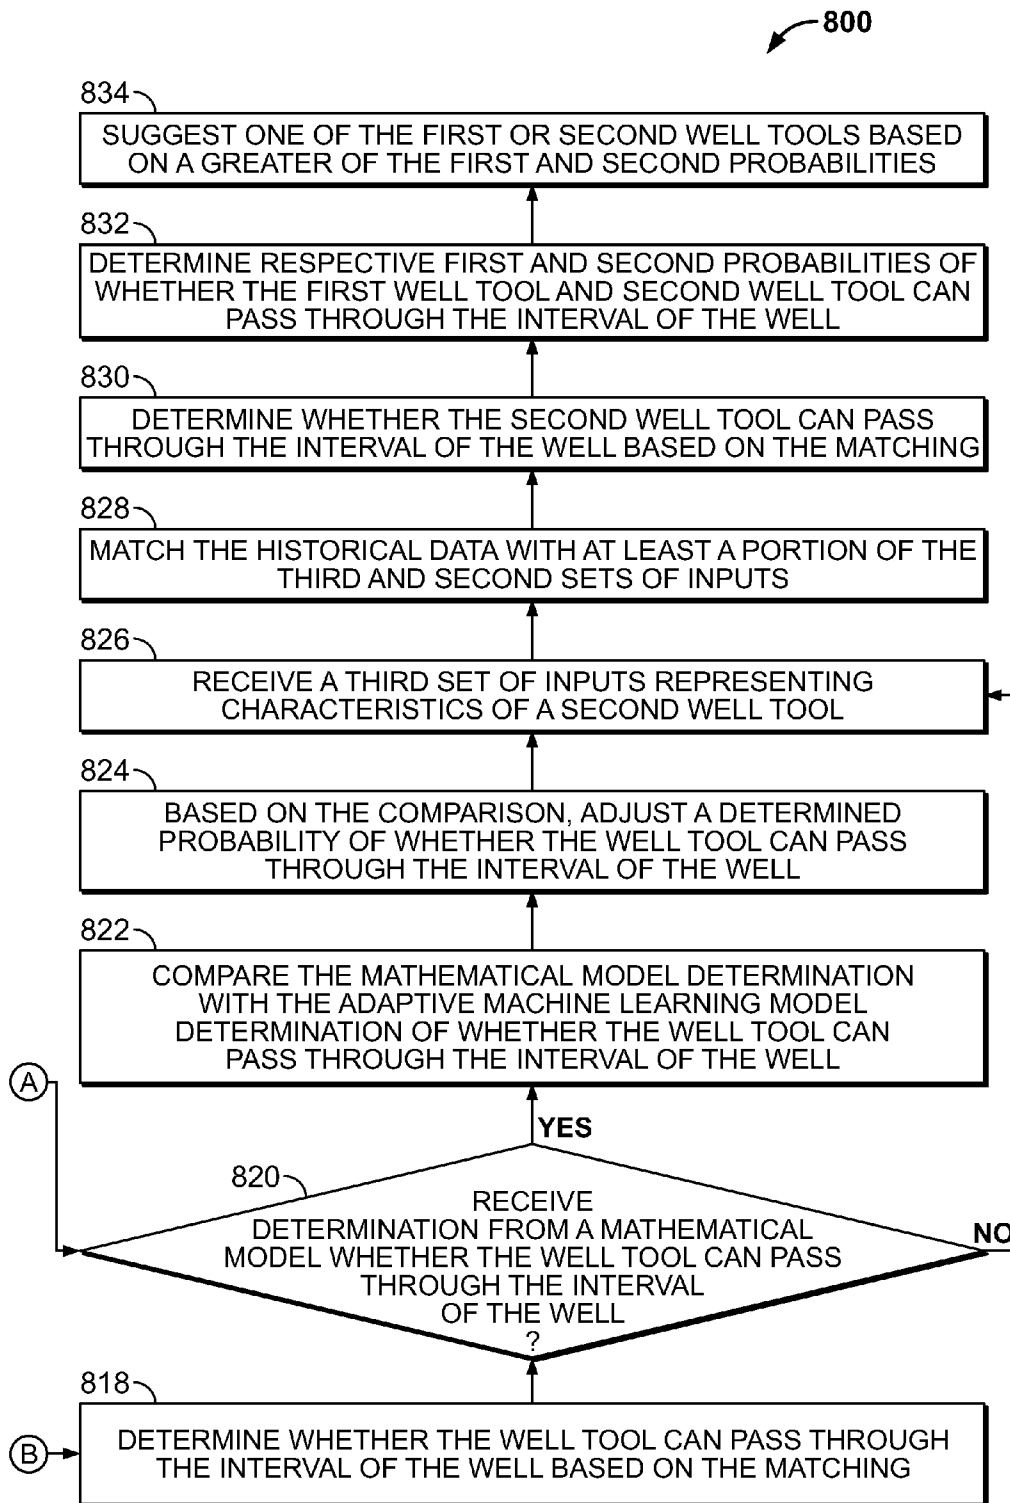 800
834
SUGGEST ONE OF THE FIRST OR SECOND WELL TOOLS BASED
ON A GREATER OF THE FIRST AND SECOND PROBABILITIES
832
DETERMINE RESPECTIVE FIRST AND SECOND PROBABILITIES OF
WHETHER THE FIRST WELL TOOL AND SECOND WELL TOOL CAN
PASS THROUGH THE INTERVAL OF THE WELL
830
DETERMINE WHETHER THE SECOND WELL TOOL CAN PASS
THROUGH THE INTERVAL OF THE WELL BASED ON THE MATCHING
828
MATCH THE HISTORICAL DATA WITH AT LEAST A PORTION OF THE
THIRD AND SECOND SETS OF INPUTS
826
RECEIVE A THIRD SET OF INPUTS REPRESENTING
CHARACTERISTICS OF A SECOND WELL TOOL
824
BASED ON THE COMPARISON, ADJUST A DETERMINED
PROBABILITY OF WHETHER THE WELL TOOL CAN PASS
THROUGH THE INTERVAL OF THE WELL
822
COMPARE THE MATHEMATICAL MODEL DETERMINATION
WITH THE ADAPTIVE MACHINE LEARNING MODEL
DETERMINATION OF WHETHER THE WELL TOOL CAN
PASS THROUGH THE INTERVAL OF THE WELL
A
YES
820
RECEIVE
DETERMINATION FROM A MATHEMATICAL
MODEL WHETHER THE WELL TOOL CAN PASS
THROUGH THE INTERVAL
OF THE WELL
?
NO
818
B
DETERMINE WHETHER THE WELL TOOL CAN PASS THROUGH
THE INTERVAL OF THE WELL BASED ON THE MATCHING